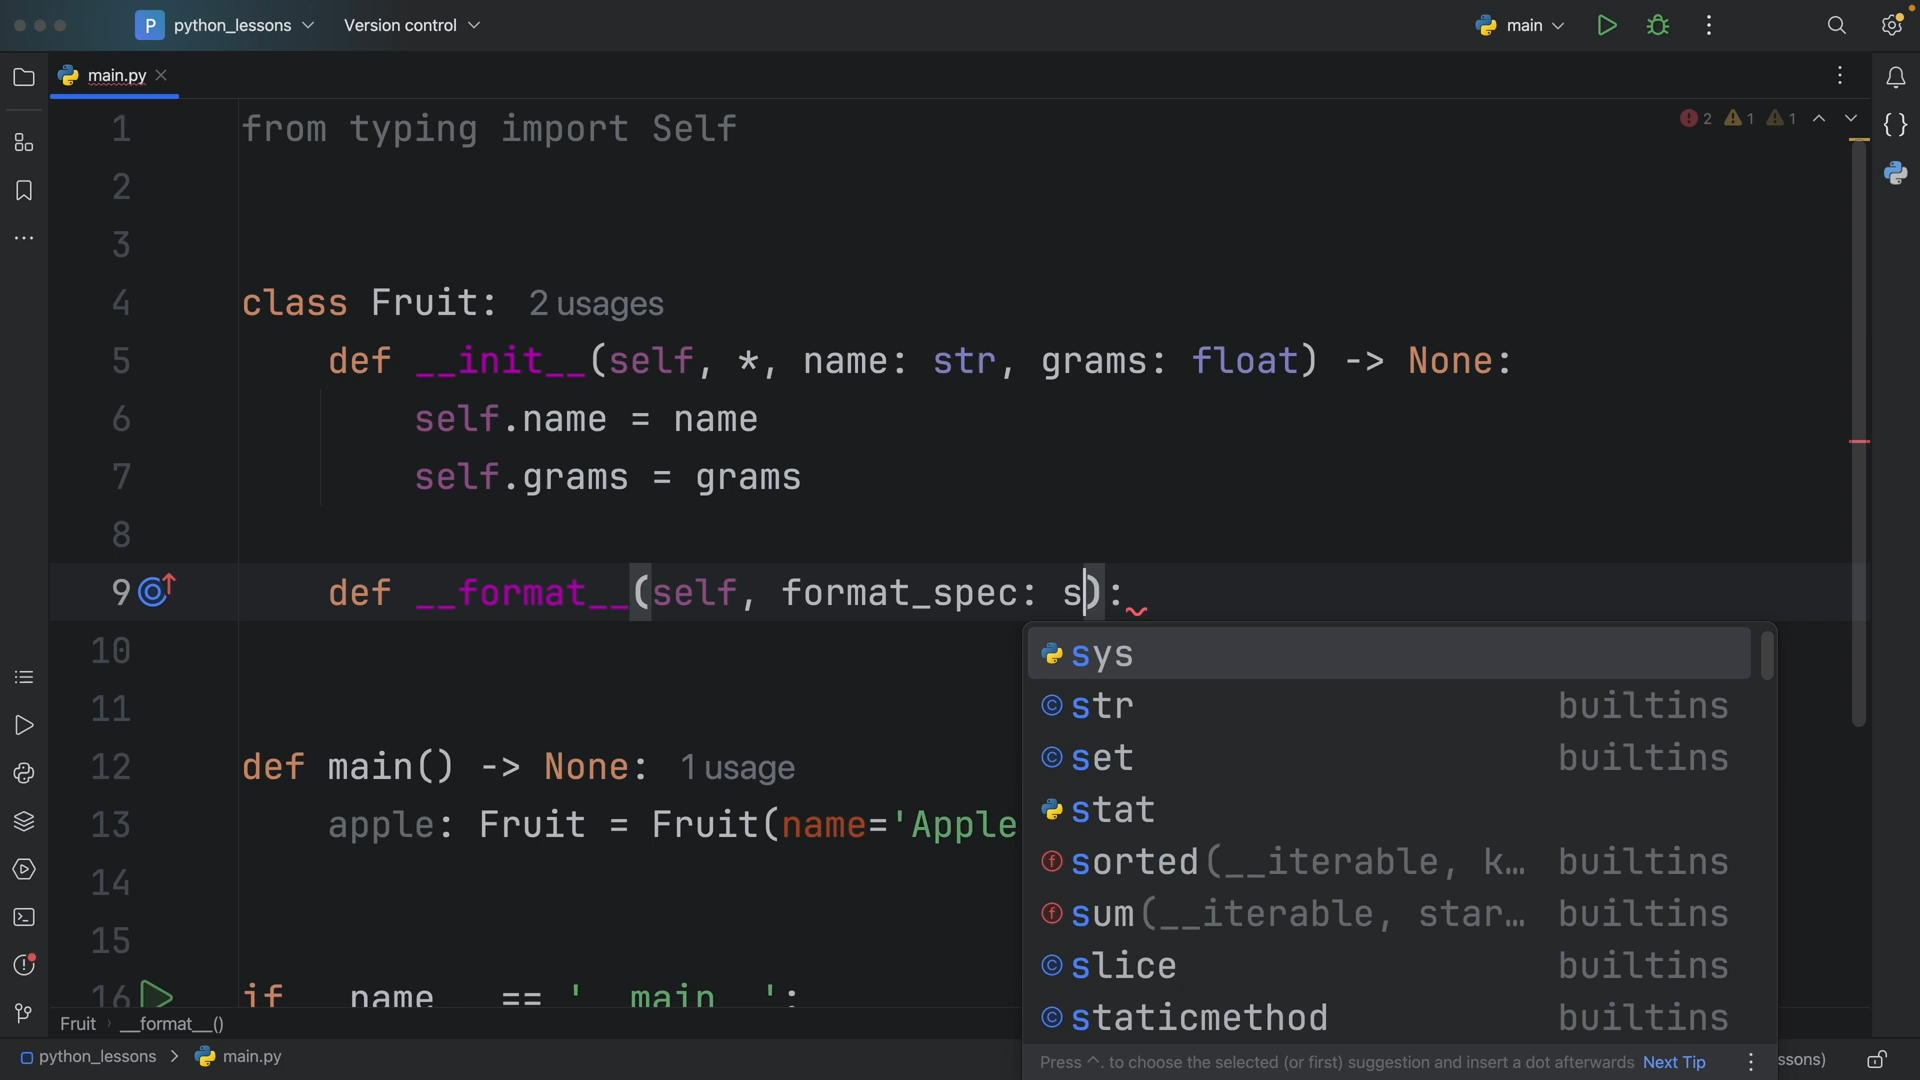 P python_lessons Version control main
main.py
2 1 1
1 from typing import Self
2
3
4 class Fruit: 2 usages
5 def __init__(self, *, name: str, grams: float) -> None:
6 self.name = name
7 self.grams = grams
8
9 def __format__(self, format_spec: s):
10
11
12 def main() -> None: 1 usage
13 apple: Fruit = Fruit(name='Apple
14
15
16 if __name__ == '__main__':
sys
str builtins
set builtins
stat
sorted(__iterable, k… builtins
sum(__iterable, star… builtins
slice builtins
staticmethod builtins
Press ^. to choose the selected (or first) suggestion and insert a dot afterwards Next Tip
Fruit __format__()
python_lessons > main.py
ssons)